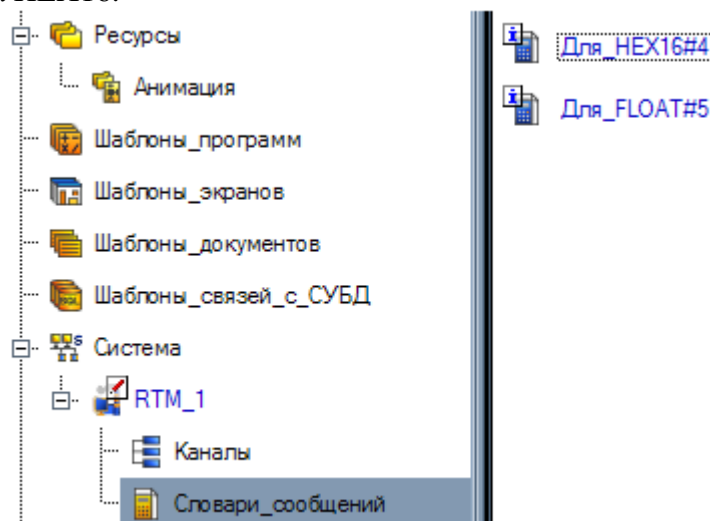 Ресурсы
Анимация
Шаблоны_программ
Шаблоны_экранов
Шаблоны_документов
Шаблоны_связей_с_СУБД
Система
RTM_1
Каналы
Словари_сообщений
Для_HEX16#4
Для_FLOAT#5